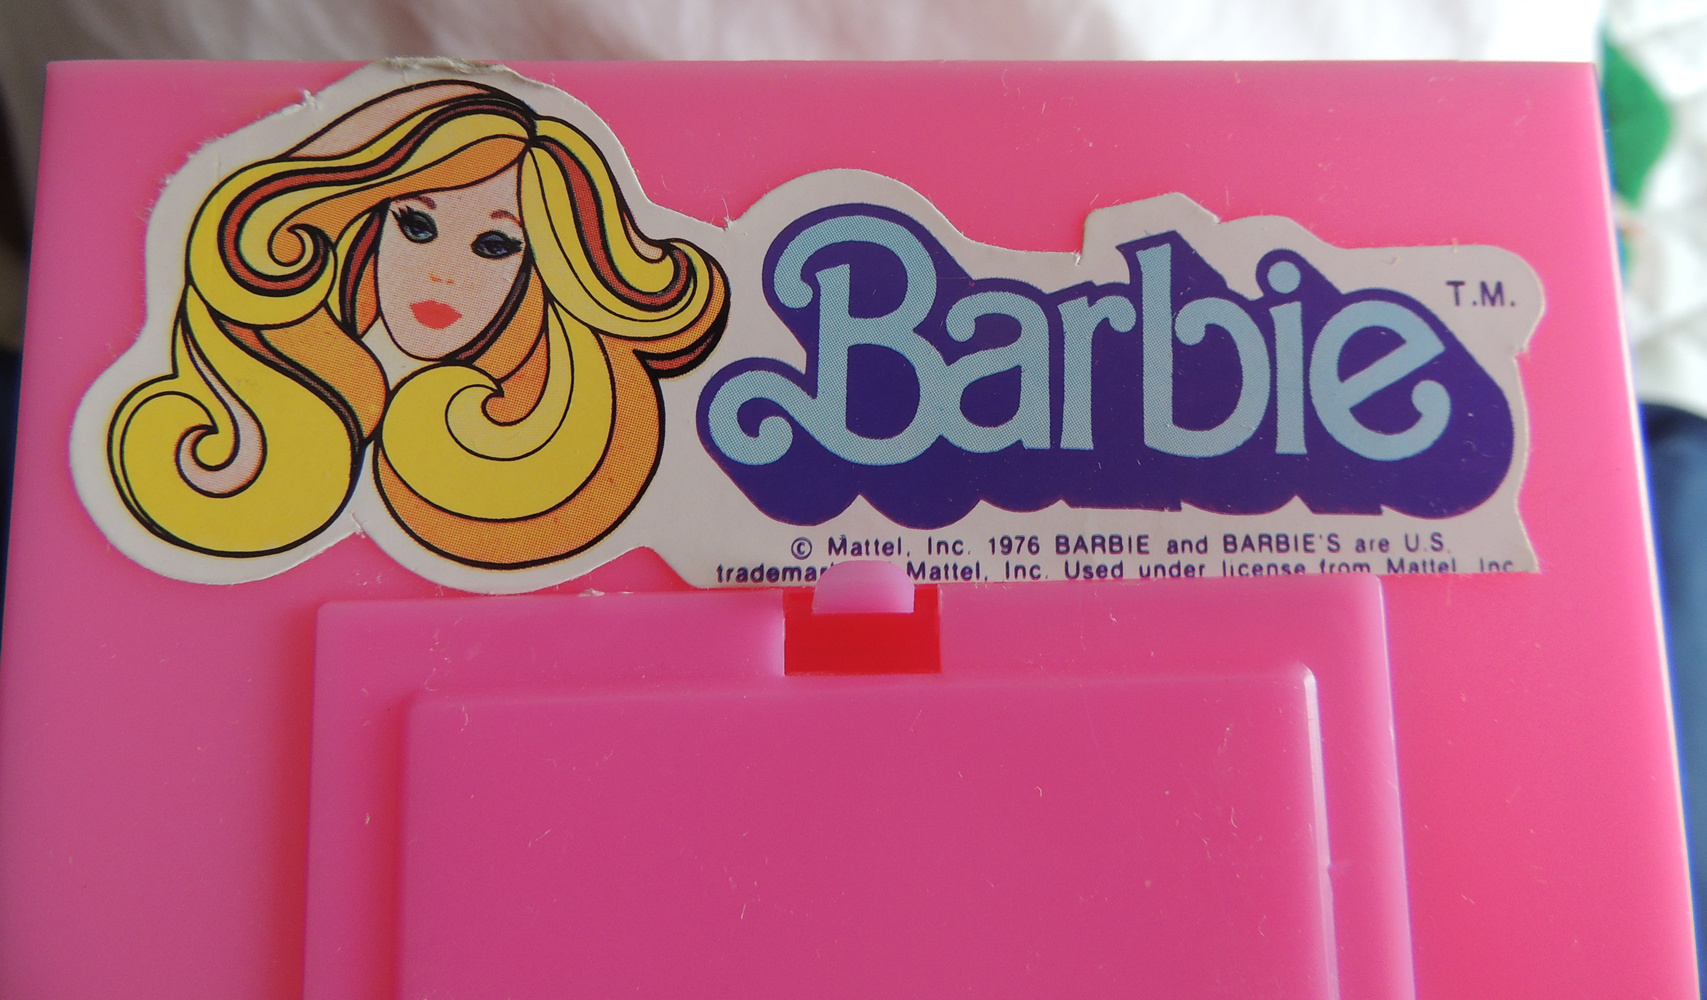 Barbie T.M.
© Mattel, Inc. 1976 BARBIE and BARBIE'S are U.S.
Mattel, Inc. Used under license from Mattel, Inc.